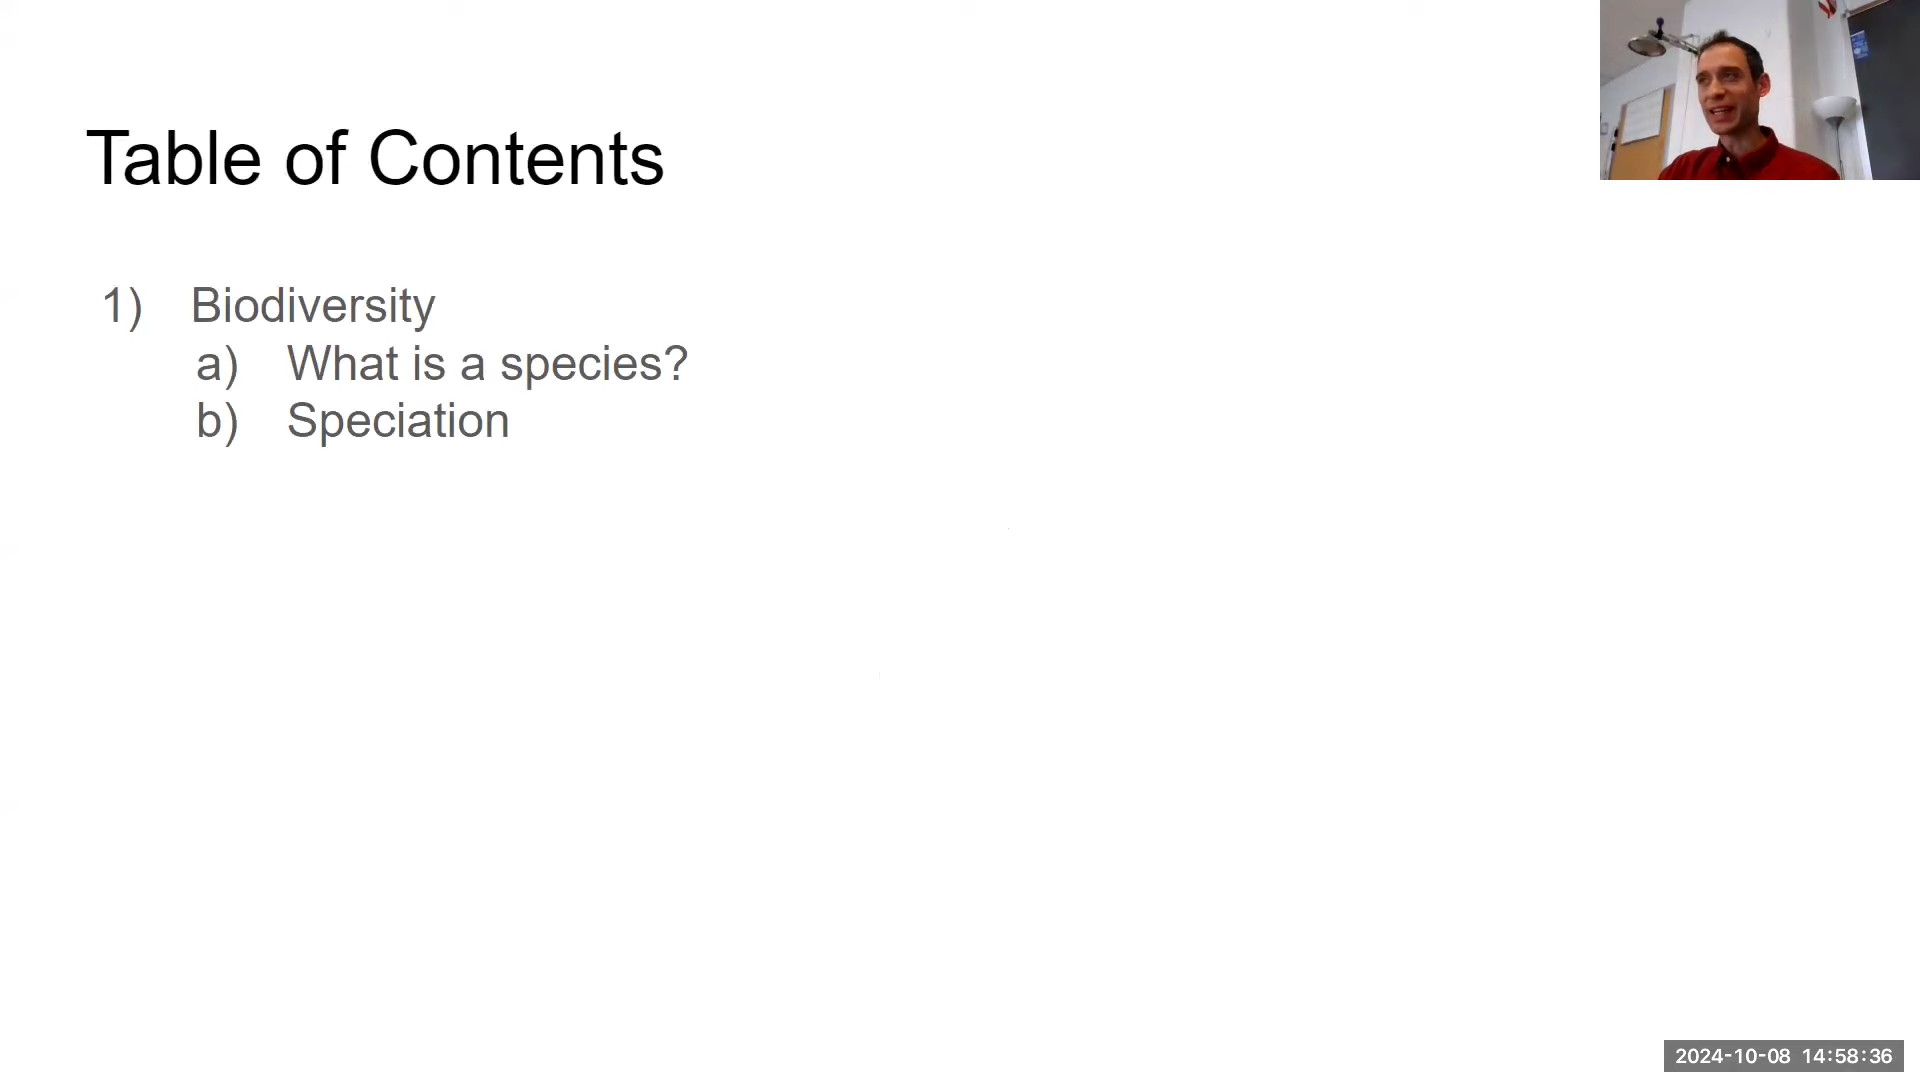 Table of Contents
1) Biodiversity
a) What is a species?
b) Speciation
2024-10-08 14:58:36